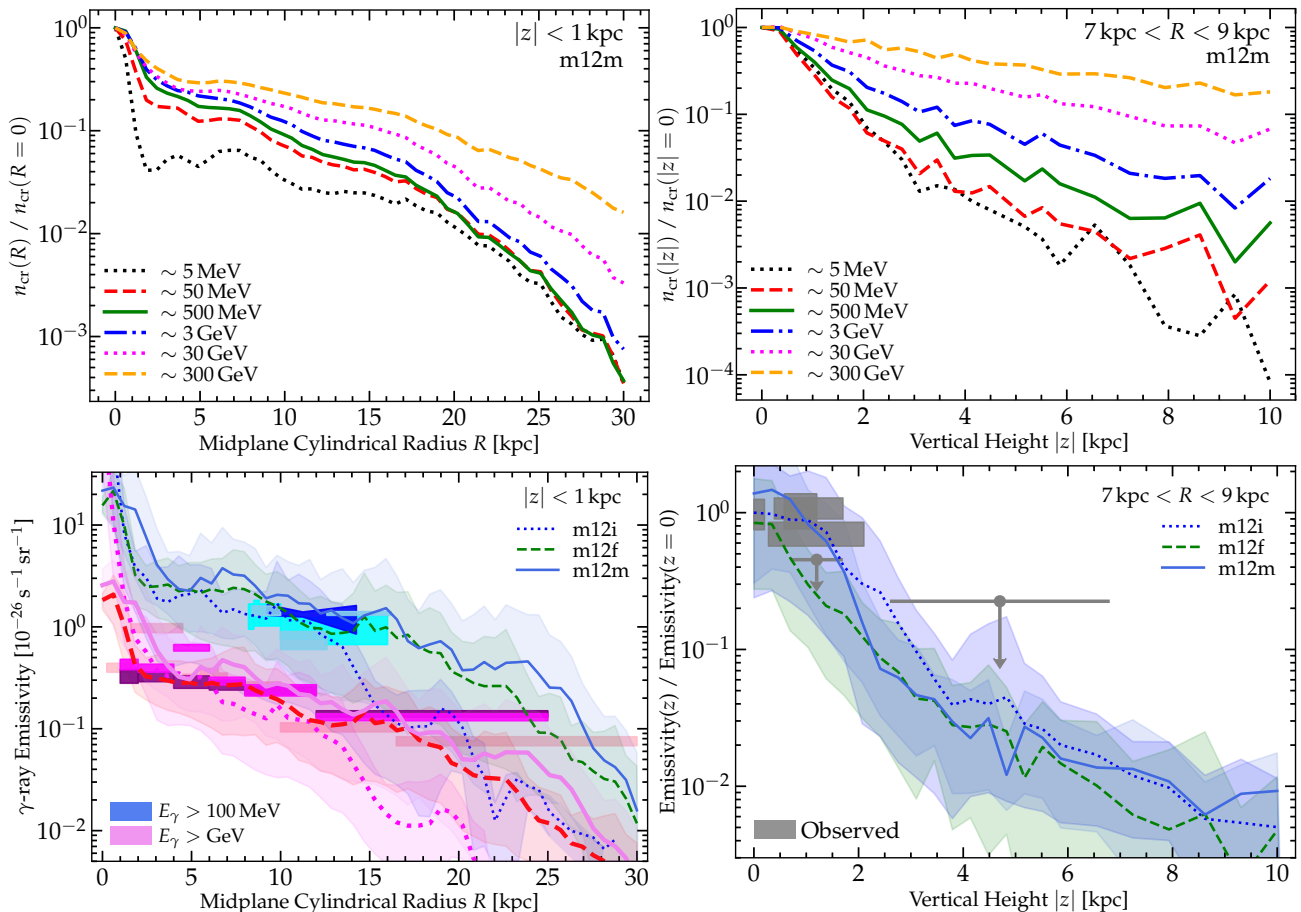 |z| < 1 kpc
m12m
10^0
10^-1
10^-2
10^-3
n_cr(R) / n_cr(R = 0)
~ 5 MeV
~ 50 MeV
~ 500 MeV
~ 3 GeV
~ 30 GeV
~ 300 GeV
0 5 10 15 20 25 30
Midplane Cylindrical Radius R [kpc]
7 kpc < R < 9 kpc
m12m
10^0
10^-1
10^-2
10^-3
10^-4
n_cr(|z|) / n_cr(|z| = 0)
~ 5 MeV
~ 50 MeV
~ 500 MeV
~ 3 GeV
~ 30 GeV
~ 300 GeV
0 2 4 6 8 10
Vertical Height |z| [kpc]
|z| < 1 kpc
m12i
m12f
m12m
10^1
10^0
10^-1
10^-2
γ-ray Emissivity [10^-26 s^-1 sr^-1]
E_γ > 100 MeV
E_γ > GeV
0 5 10 15 20 25 30
Midplane Cylindrical Radius R [kpc]
7 kpc < R < 9 kpc
m12i
m12f
m12m
10^0
10^-1
10^-2
Emissivity(z) / Emissivity(z = 0)
Observed
0 2 4 6 8 10
Vertical Height |z| [kpc]